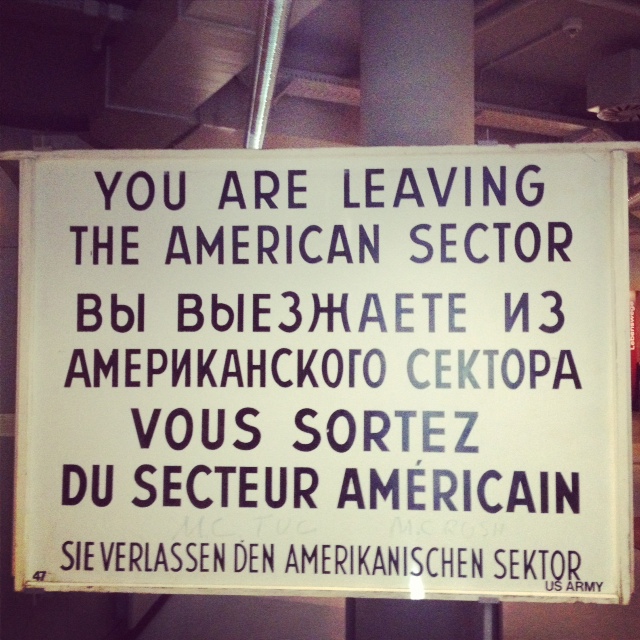 YOU ARE LEAVING
THE AMERICAN SECTOR
ВЫ ВЫЕЗЖАЕТЕ ИЗ
АМЕРИКАНСКОГО СЕКТОРА
VOUS SORTEZ
DU SECTEUR AMÉRICAIN
SIE VERLASSEN DEN AMERIKANISCHEN SEKTOR
47
US ARMY